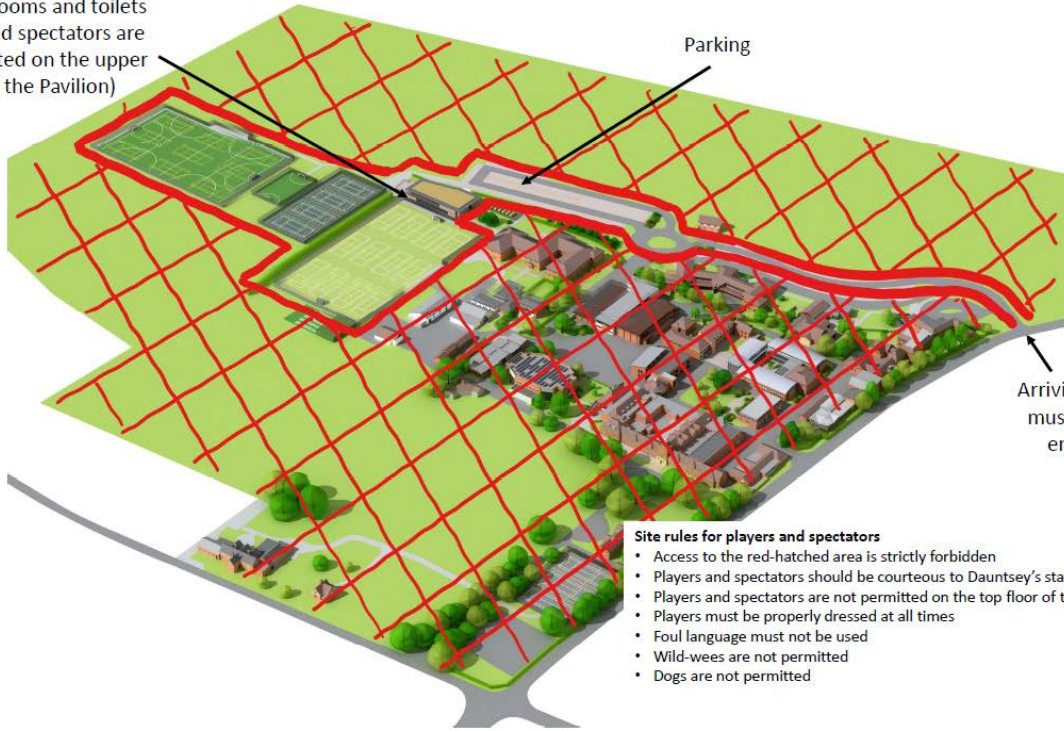 ooms and toilets
d spectators are
ted on the upper
the Pavilion)
Parking
Arrivi
mus
en
Site rules for players and spectators
• Access to the red-hatched area is strictly forbidden
• Players and spectators should be courteous to Dauntsey's sta
• Players and spectators are not permitted on the top floor of t
• Players must be properly dressed at all times
• Foul language must not be used
• Wild-wees are not permitted
• Dogs are not permitted